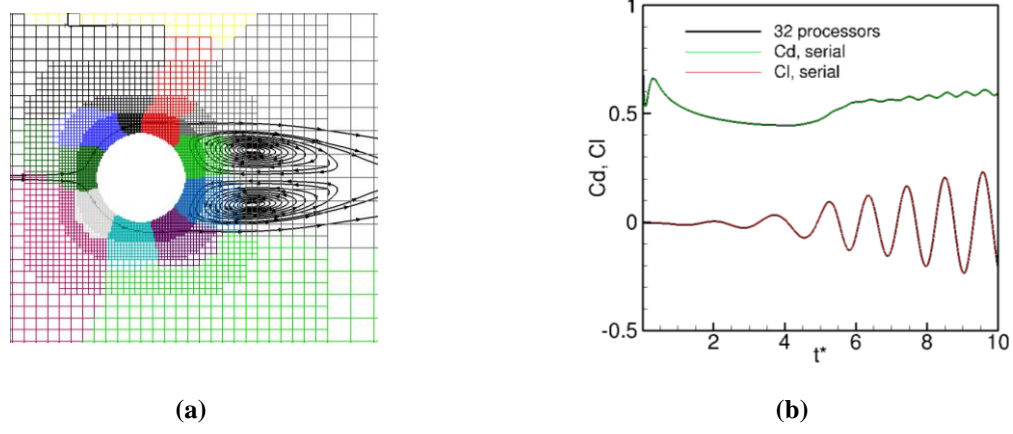 1
0.5
0
-0.5
Cd, Cl
32 processors
Cd, serial
Cl, serial
2
4
6
8
10
t*
(a)
(b)